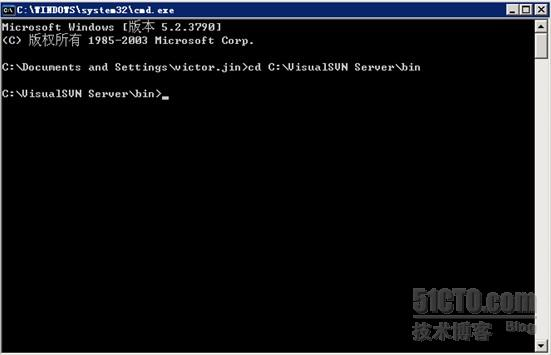 C:\WINDOWS\system32\cmd.exe
Microsoft Windows [版本 5.2.3790]
(C) 版权所有 1985-2003 Microsoft Corp.
C:\Documents and Settings\victor.jin>cd C:\VisualSVN Server\bin
C:\VisualSVN Server\bin>_
51CTO.com
技术博客 Blog